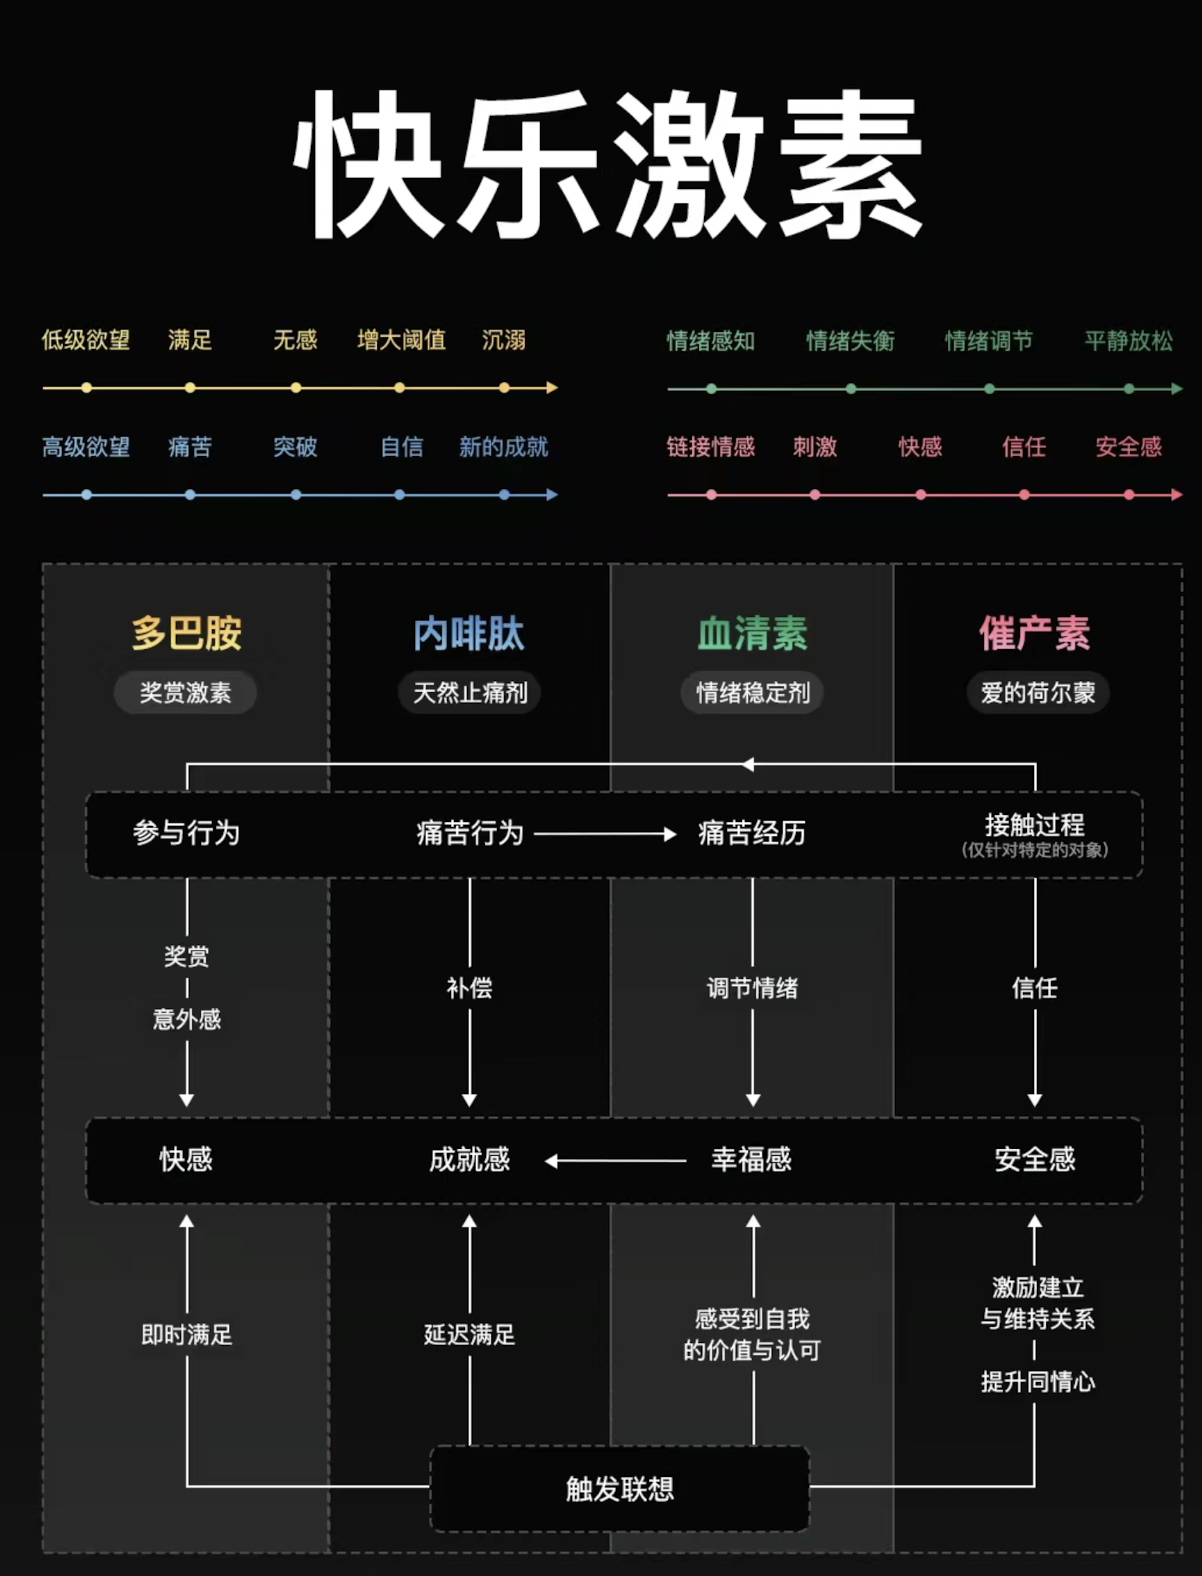 快乐激素
低级欲望 满足 无感 增大阈值 沉溺
情绪感知 情绪失衡 情绪调节 平静放松
高级欲望 痛苦 突破 自信 新的成就
链接情感 刺激 快感 信任 安全感
多巴胺 内啡肽 血清素 催产素
奖赏激素 天然止痛剂 情绪稳定剂 爱的荷尔蒙
参与行为 痛苦行为 痛苦经历 接触过程
(仅针对特定的对象)
奖赏
意外感
补偿 调节情绪 信任
快感 成就感 幸福感 安全感
即时满足 延迟满足
感受到自我
的价值与认可
激励建立
与维持关系
提升同情心
触发联想